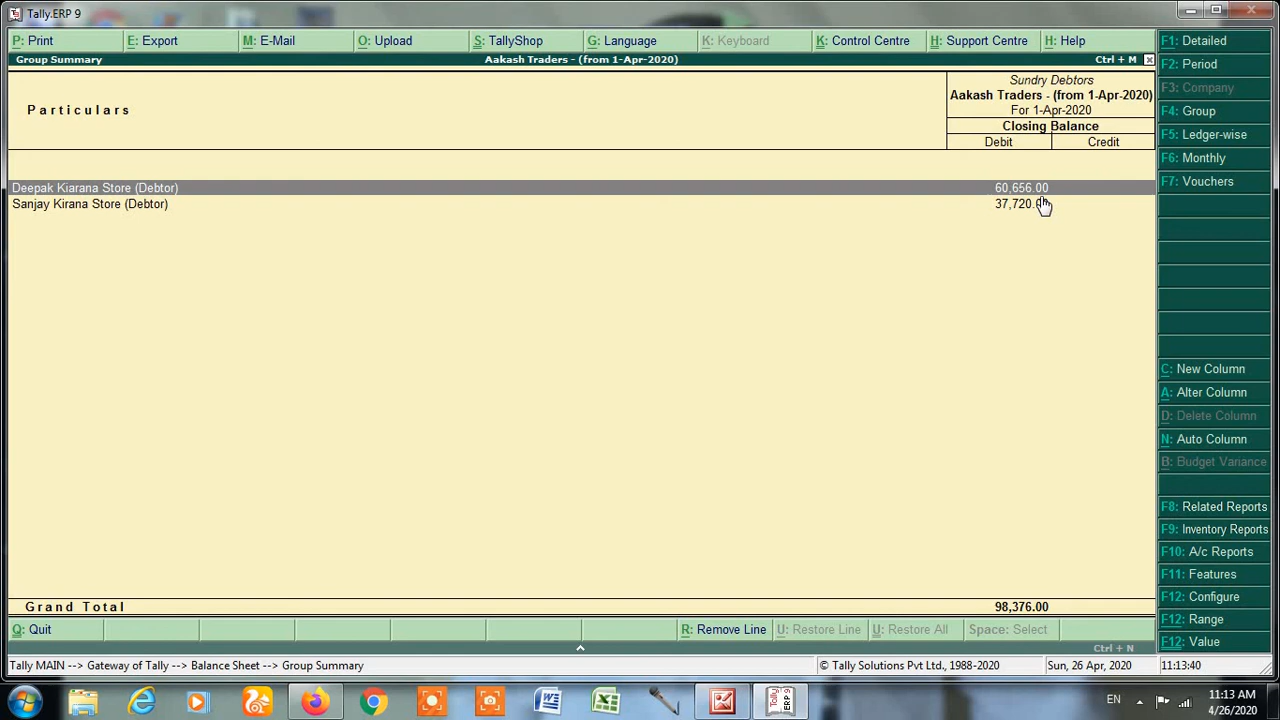 Tally.ERP 9
P: Print E: Export M: E-Mail O: Upload S: TallyShop G: Language K: Keyboard K: Control Centre H: Support Centre H: Help
Group Summary Aakash Traders - (from 1-Apr-2020) Ctrl + M
Particulars
Sundry Debtors
Aakash Traders - (from 1-Apr-2020)
For 1-Apr-2020
Closing Balance
Debit Credit
Deepak Kiarana Store (Debtor) 60,656.00
Sanjay Kirana Store (Debtor) 37,720.00
Grand Total 98,376.00
F1: Detailed
F2: Period
F3: Company
F4: Group
F5: Ledger-wise
F6: Monthly
F7: Vouchers
C: New Column
A: Alter Column
D: Delete Column
N: Auto Column
B: Budget Variance
F8: Related Reports
F9: Inventory Reports
F10: A/c Reports
F11: Features
F12: Configure
F12: Range
F12: Value
Q: Quit R: Remove Line U: Restore Line U: Restore All Space: Select
Ctrl + N
Tally MAIN --> Gateway of Tally --> Balance Sheet --> Group Summary © Tally Solutions Pvt Ltd., 1988-2020 Sun, 26 Apr, 2020 11:13:40
EN 11:13 AM
4/26/2020